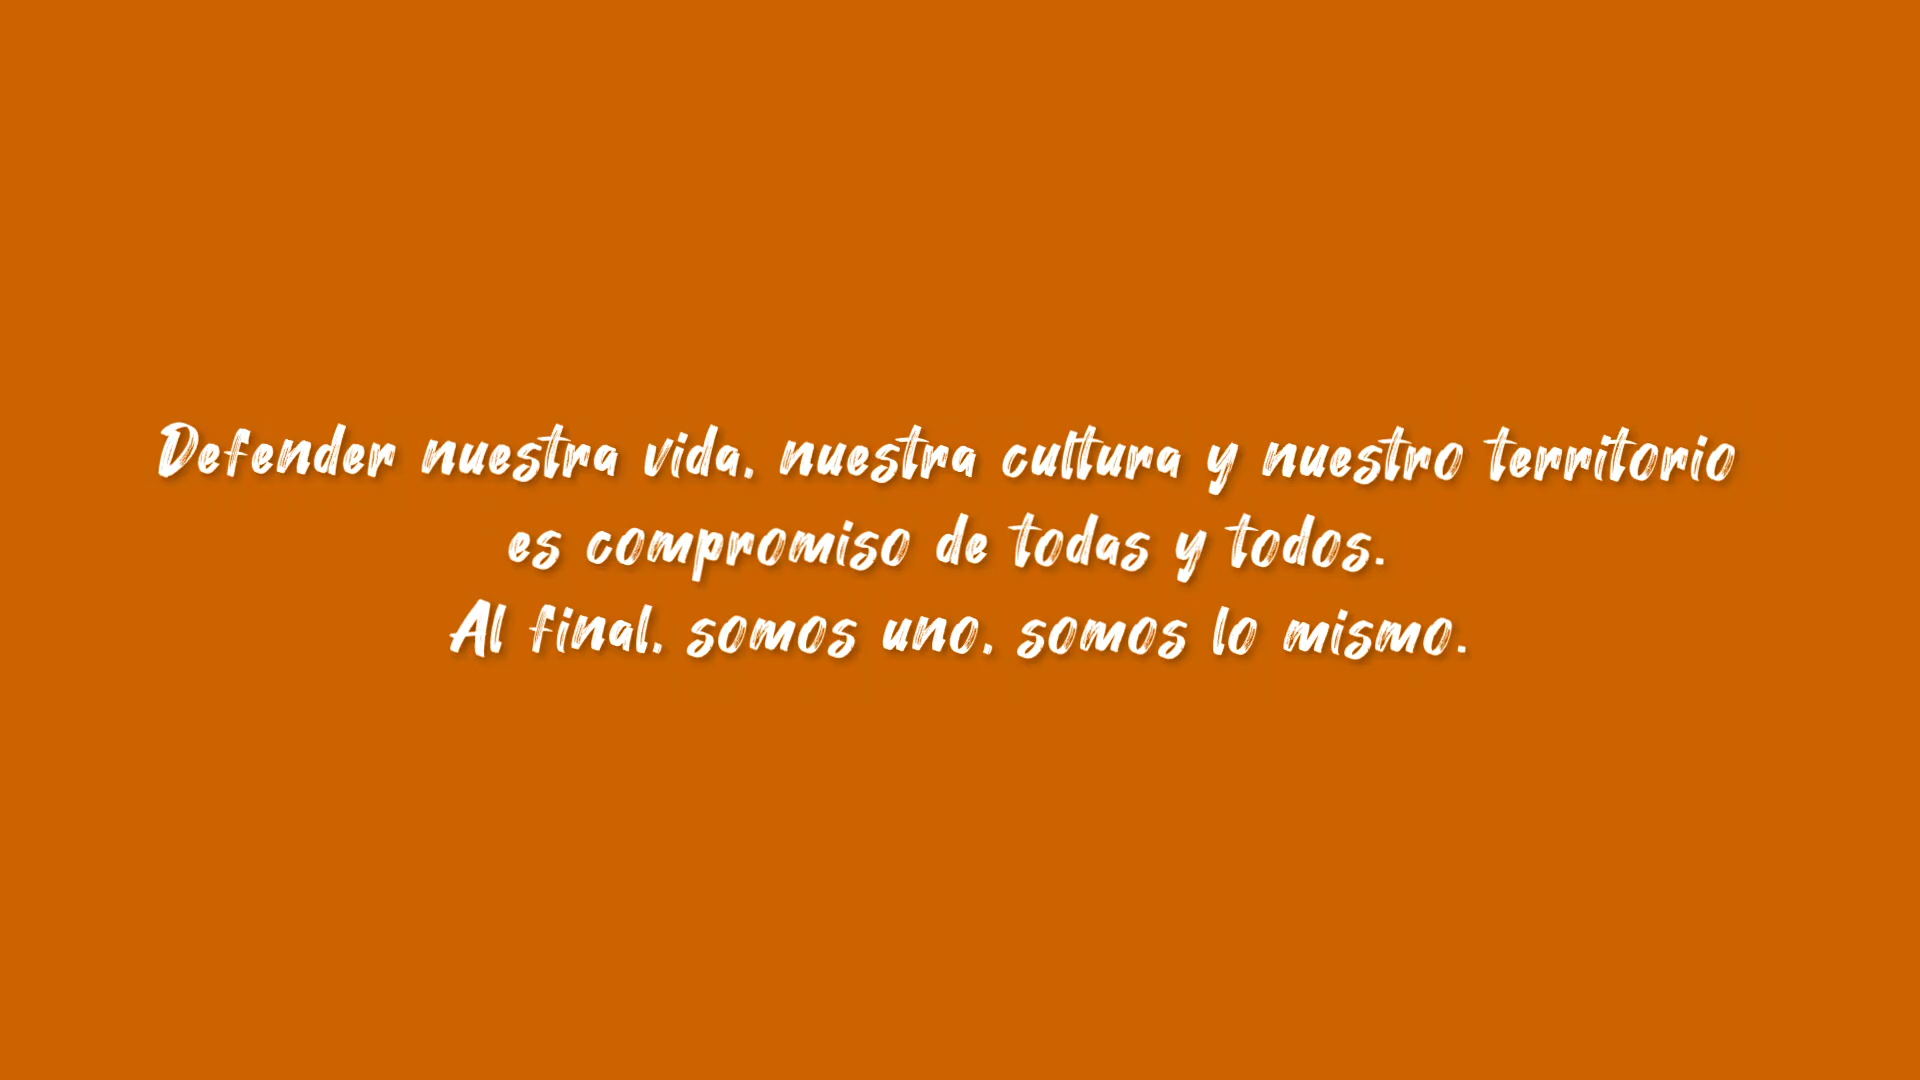 Defender nuestra vida, nuestra cultura y nuestro territorio
es compromiso de todas y todos.
Al final, somos uno, somos lo mismo.